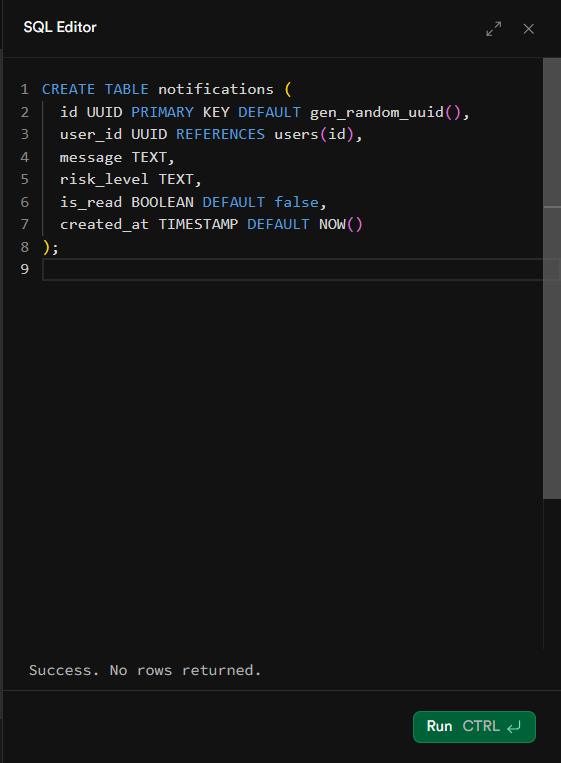 SQL Editor
1 CREATE TABLE notifications (
2   id UUID PRIMARY KEY DEFAULT gen_random_uuid(),
3   user_id UUID REFERENCES users(id),
4   message TEXT,
5   risk_level TEXT,
6   is_read BOOLEAN DEFAULT false,
7   created_at TIMESTAMP DEFAULT NOW()
8 );
9
Success. No rows returned.
Run CTRL